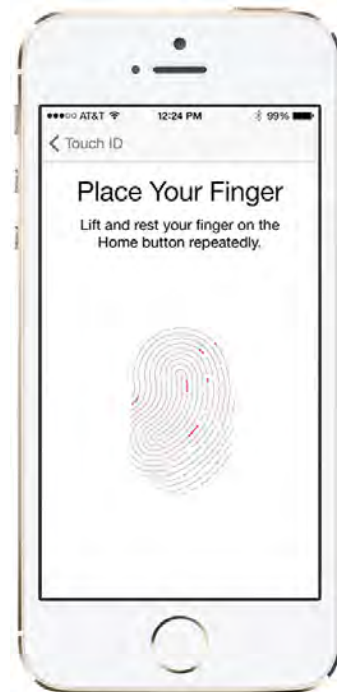 AT&T 12:24 PM 99%
Touch ID
Place Your Finger
Lift and rest your finger on the
Home button repeatedly.